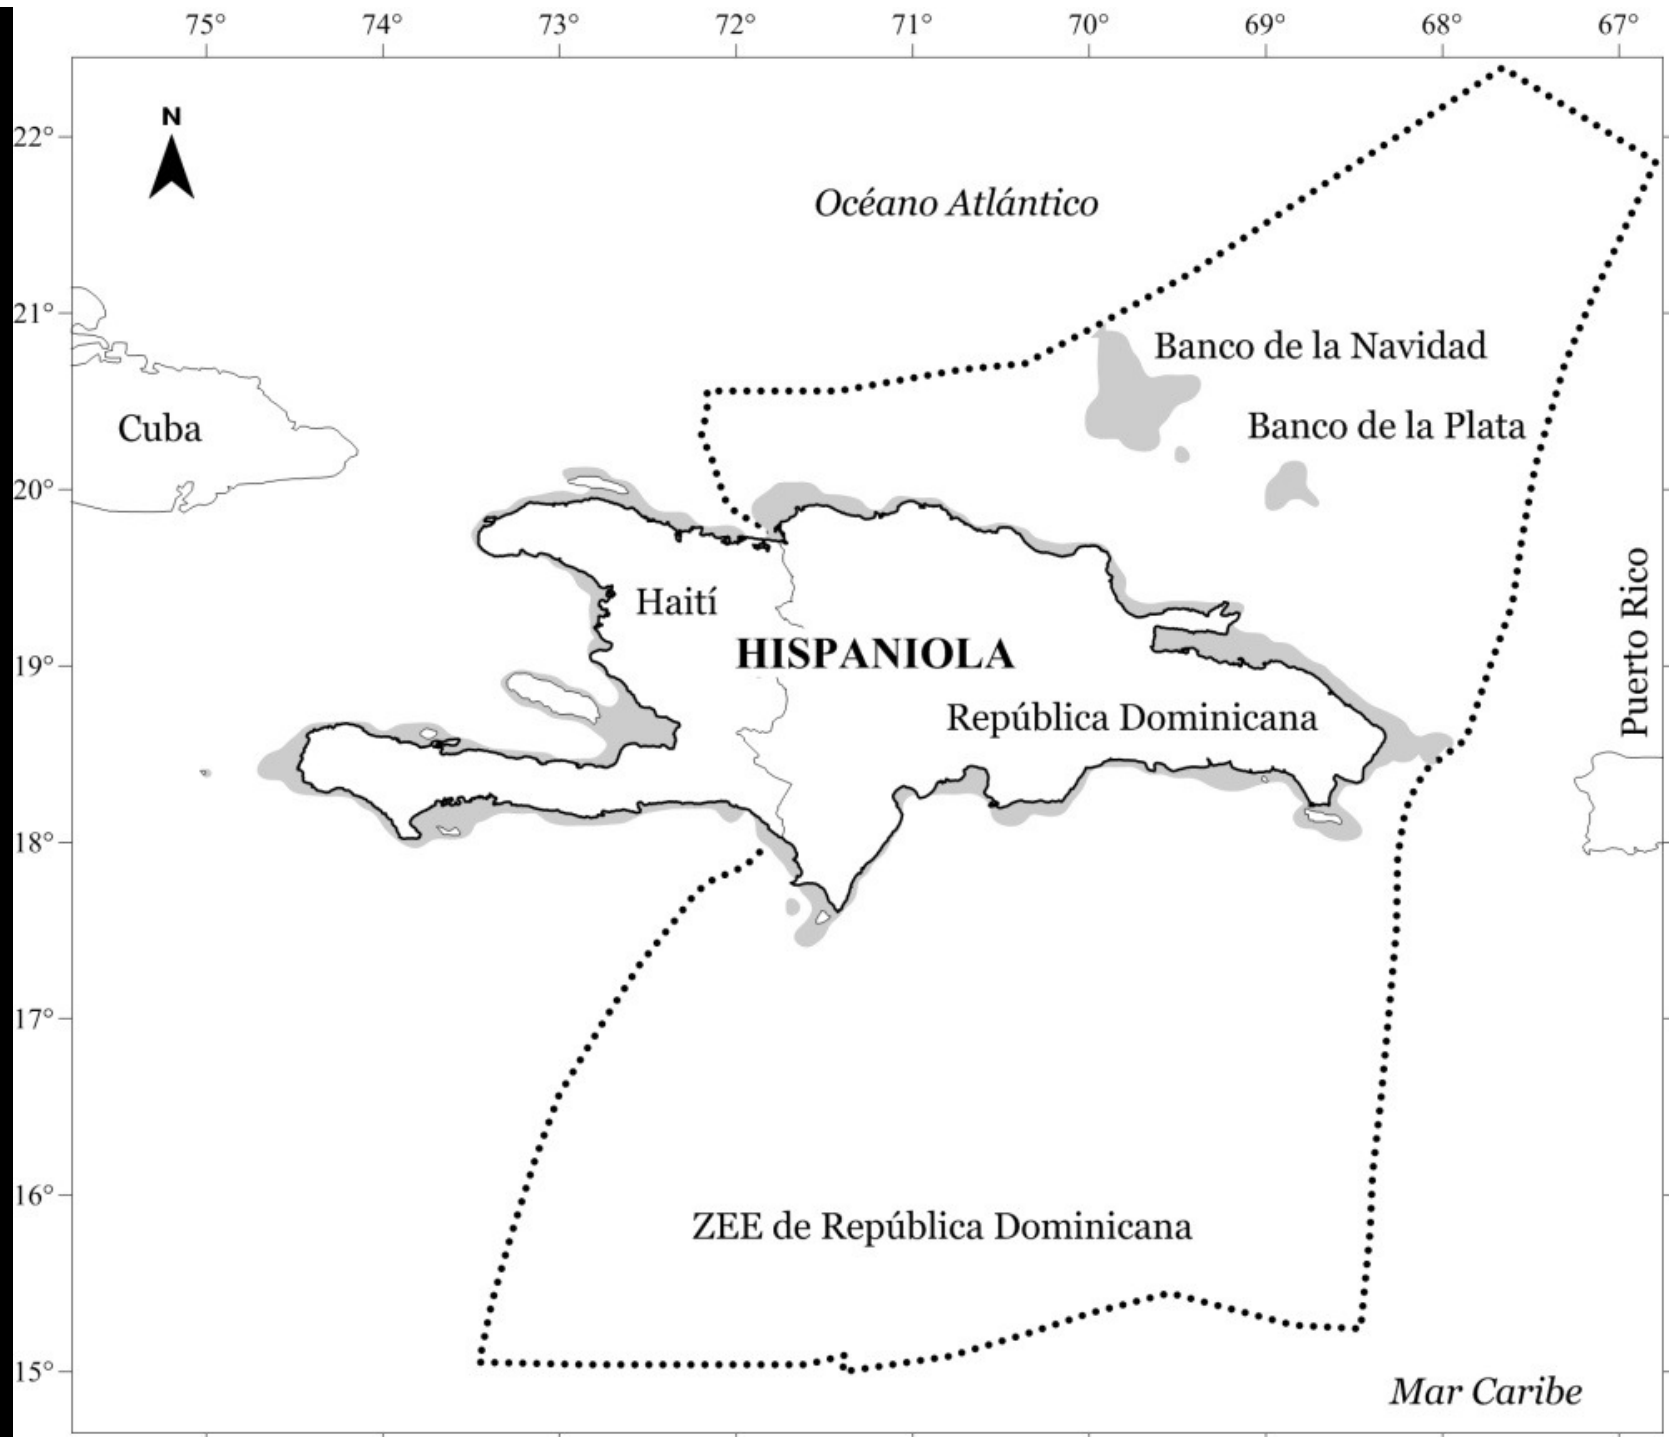 75° 74° 73° 72° 71° 70° 69° 68° 67°
N
22°
Océano Atlántico
21°
Banco de la Navidad
Cuba
Banco de la Plata
20°
Haití
Puerto Rico
HISPANIOLA
19°
República Dominicana
18°
17°
16°
ZEE de República Dominicana
15°
Mar Caribe